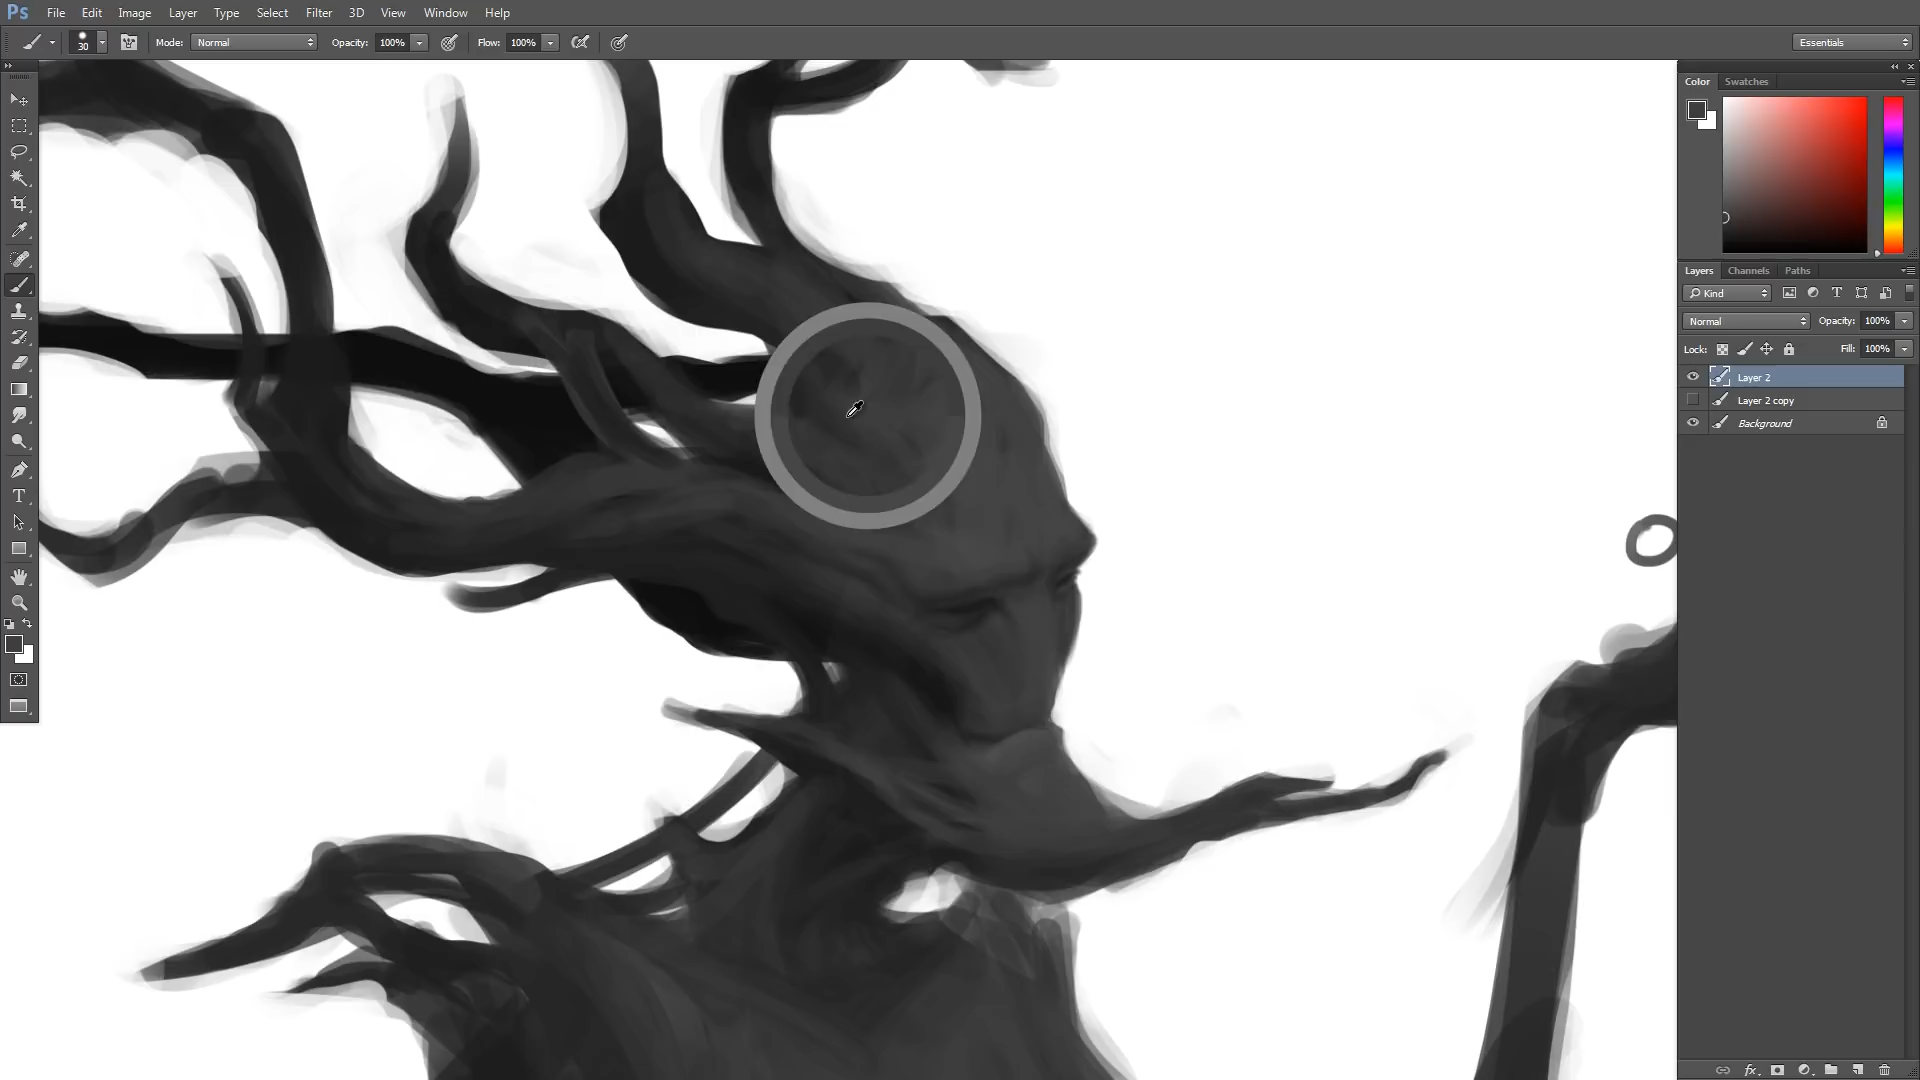 Ps File Edit Image Layer Type Select Filter 3D View Window Help
30 Mode: Normal Opacity: 100% Flow: 100% Essentials
Color Swatches
Layers Channels Paths
Kind T
Normal Opacity: 100%
Lock: Fill: 100%
Layer 2
Layer 2 copy
Background
T
fx